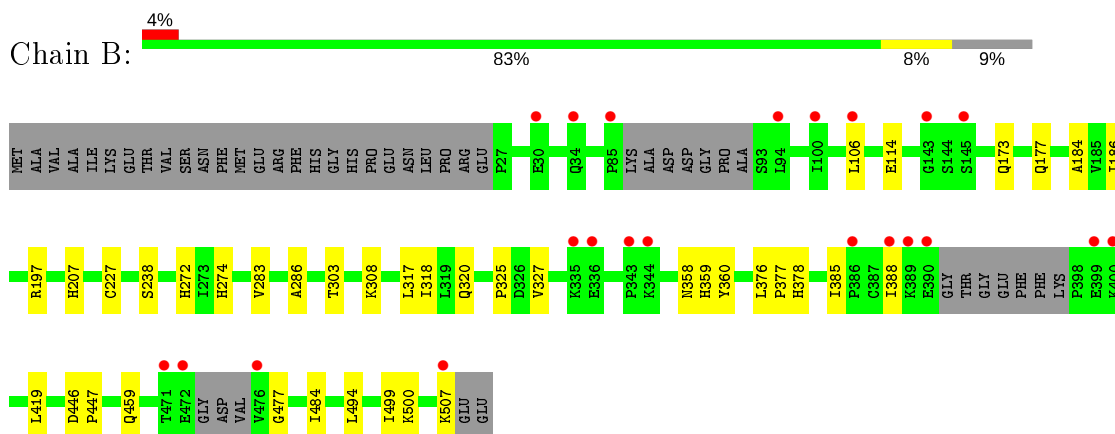 4%
Chain B:
83% 8% 9%
MET ALA VAL ALA ILE LYS GLU THR VAL SER ASN PHE MET GLU ARG PHE HIS GLY HIS PRO GLU ASN LEU PRO ARG GLU P27 E30 Q34 P85 LYS ALA ASP ASP GLY PRO ALA S93 L94 I100 L106 E114 G143 S144 S145 Q173 Q177 A184 V185 I186
R197 H207 C227 S238 H272 I273 H274 V283 A286 T303 K308 L317 I318 L319 Q320 P325 D326 V327 K335 E336 P343 K344 N358 H359 Y360 L376 P377 H378 I385 P386 C387 I388 K389 E390 GLY THR GLY GLU PHE PHE LYS P398 E399 K400
L419 D446 P447 Q459 T471 E472 GLY ASP VAL V476 G477 I484 L494 I499 K500 K507 GLU GLU